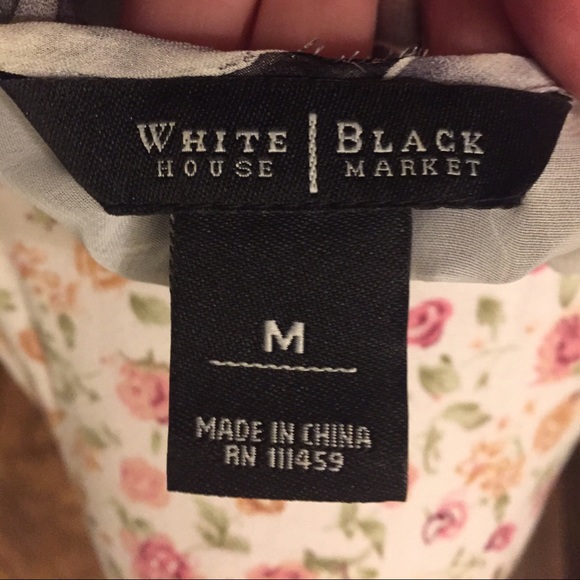 WHITE | BLACK
HOUSE | MARKET
M
MADE IN CHINA
RN 111459